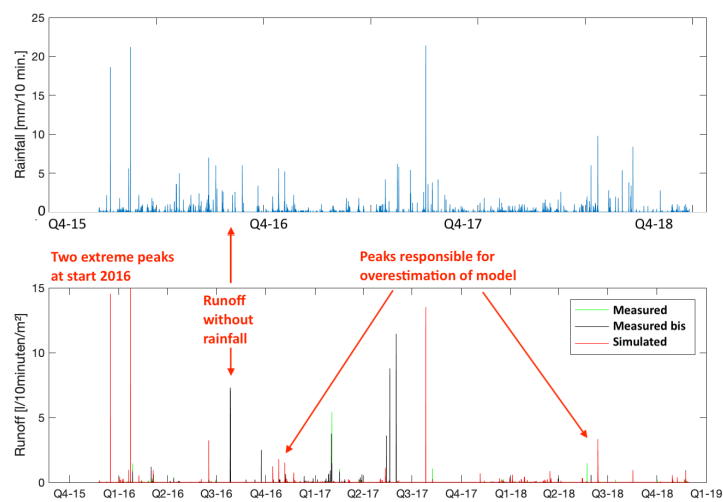 25
20
15
10
5
0
Rainfall [mm/10 min.]
Q4-15 Q4-16 Q4-17 Q4-18
Two extreme peaks
at start 2016
Runoff
without
rainfall
Peaks responsible for
overestimation of model
15
10
5
0
Runoff [l/10minuten/m²]
Measured
Measured bis
Simulated
Q4-15 Q1-16 Q2-16 Q3-16 Q4-16 Q1-17 Q2-17 Q3-17 Q4-17 Q1-18 Q2-18 Q3-18 Q4-18 Q1-19